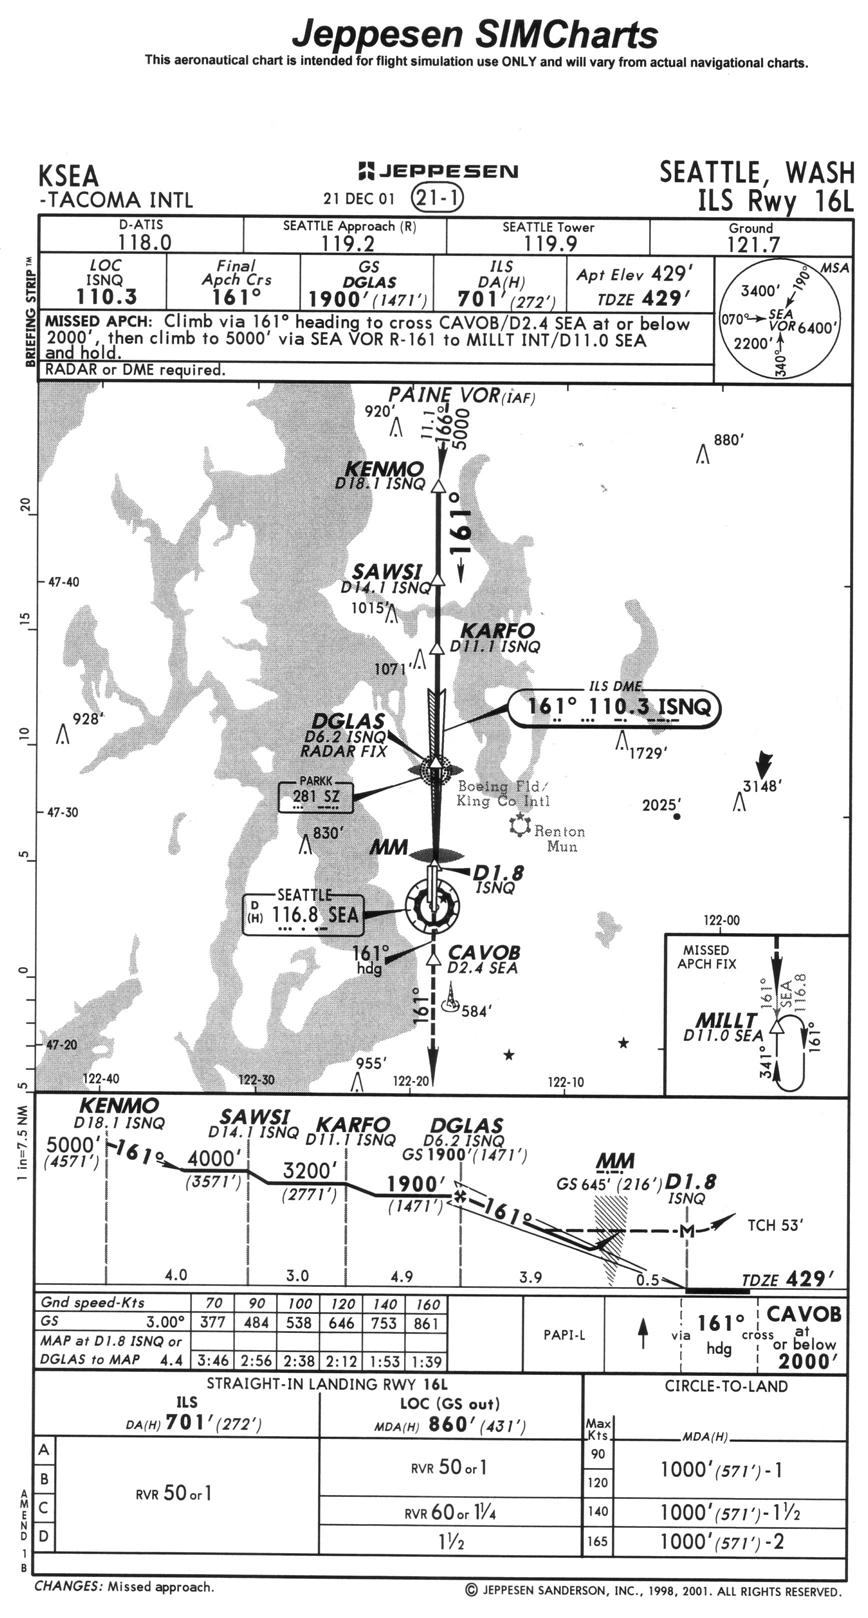 Jeppesen SIMCharts
This aeronautical chart is intended for flight simulation use ONLY and will vary from actual navigational charts.
KSEA
-TACOMA INTL
JEPPESEN
21 DEC 01 21-1
SEATTLE, WASH
ILS Rwy 16L
BRIEFING STRIP™
D-ATIS
118.0
SEATTLE Approach (R)
119.2
SEATTLE Tower
119.9
Ground
121.7
LOC
ISNQ
110.3
Final
Apch Crs
161°
GS
DGLAS
1900' (1471')
ILS
DA(H)
701' (272')
Apt Elev 429'
TDZE 429'
MISSED APCH: Climb via 161° heading to cross CAVOB/D2.4 SEA at or below
2000', then climb to 5000' via SEA VOR R-161 to MILLT INT/D11.0 SEA
and hold.
RADAR or DME required.
MSA
190°
3400'
070°
SEA
VOR
6400'
2200'
340°
PAINE VOR (IAF)
920'
11.1
166°
5000
880'
KENMO
D18.1 ISNQ
161°
20
47-40
SAWSI
D14.1 ISNQ
1015'
15
KARFO
D11.1 ISNQ
1071'
ILS DME
161° 110.3 ISNQ
928'
DGLAS
D6.2 ISNQ
RADAR FIX
10
1729'
PARKK
281 SZ
Boeing Fld/
King Co Intl
3148'
2025'
47-30
830'
Renton
Mun
MM
5
D1.8
ISNQ
SEATTLE
D
(H)
116.8 SEA
161°
hdg
CAVOB
D2.4 SEA
0
161°
584'
122-00
MISSED
APCH FIX
161°
SEA
116.8
MILLT
D11.0 SEA
341°
161°
47-20
955'
122-40
122-30
122-20
122-10
5
1 in=7.5 NM
KENMO
D18.1 ISNQ
SAWSI
D14.1 ISNQ
KARFO
D11.1 ISNQ
DGLAS
D6.2 ISNQ
GS 1900' (1471')
5000'
(4571')
161°
4000'
(3571')
3200'
(2771')
1900'
(1471')
161°
MM
GS 645' (216')
D1.8
ISNQ
M
TCH 53'
TDZE 429'
4.0
3.0
4.9
3.9
0.5
Gnd speed-Kts 70 90 100 120 140 160
GS 3.00° 377 484 538 646 753 861
MAP at D1.8 ISNQ or
DGLAS to MAP 4.4 3:46 2:56 2:38 2:12 1:53 1:39
PAPI-L
via
161°
hdg
cross
CAVOB
at
or below
2000'
STRAIGHT-IN LANDING RWY 16L
CIRCLE-TO-LAND
ILS
DA(H) 701' (272')
LOC (GS out)
MDA(H) 860' (431')
Max
Kts
MDA(H)
A
B
C
D
RVR 50 or 1
RVR 50 or 1
RVR 60 or 1¼
1½
90
120
140
165
1000' (571') - 1
1000' (571') - 1½
1000' (571') - 2
AMEND 1B
CHANGES: Missed approach.
© JEPPESEN SANDERSON, INC., 1998, 2001. ALL RIGHTS RESERVED.